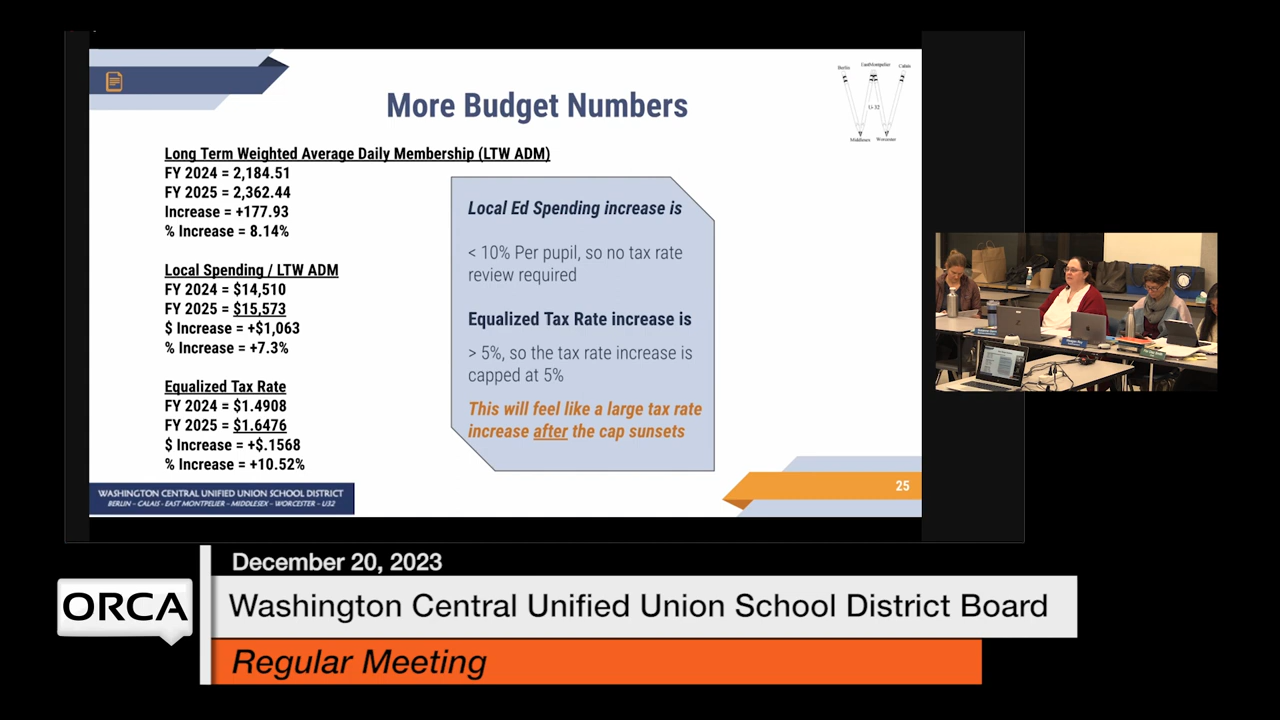 More Budget Numbers
Berlin
EastMontpelier
Calais
U-32
Middlesex
Worcester
Long Term Weighted Average Daily Membership (LTW ADM)
FY 2024 = 2,184.51
FY 2025 = 2,362.44
Increase = +177.93
% Increase = 8.14%
Local Spending / LTW ADM
FY 2024 = $14,510
FY 2025 = $15,573
$ Increase = +$1,063
% Increase = +7.3%
Equalized Tax Rate
FY 2024 = $1.4908
FY 2025 = $1.6476
$ Increase = +$.1568
% Increase = +10.52%
Local Ed Spending increase is
< 10% Per pupil, so no tax rate
review required
Equalized Tax Rate increase is
> 5%, so the tax rate increase is
capped at 5%
This will feel like a large tax rate
increase after the cap sunsets
WASHINGTON CENTRAL UNIFIED UNION SCHOOL DISTRICT
BERLIN – CALAIS - EAST MONTPELIER – MIDDLESEX – WORCESTER – U32
25
December 20, 2023
ORCA
Washington Central Unified Union School District Board
Regular Meeting